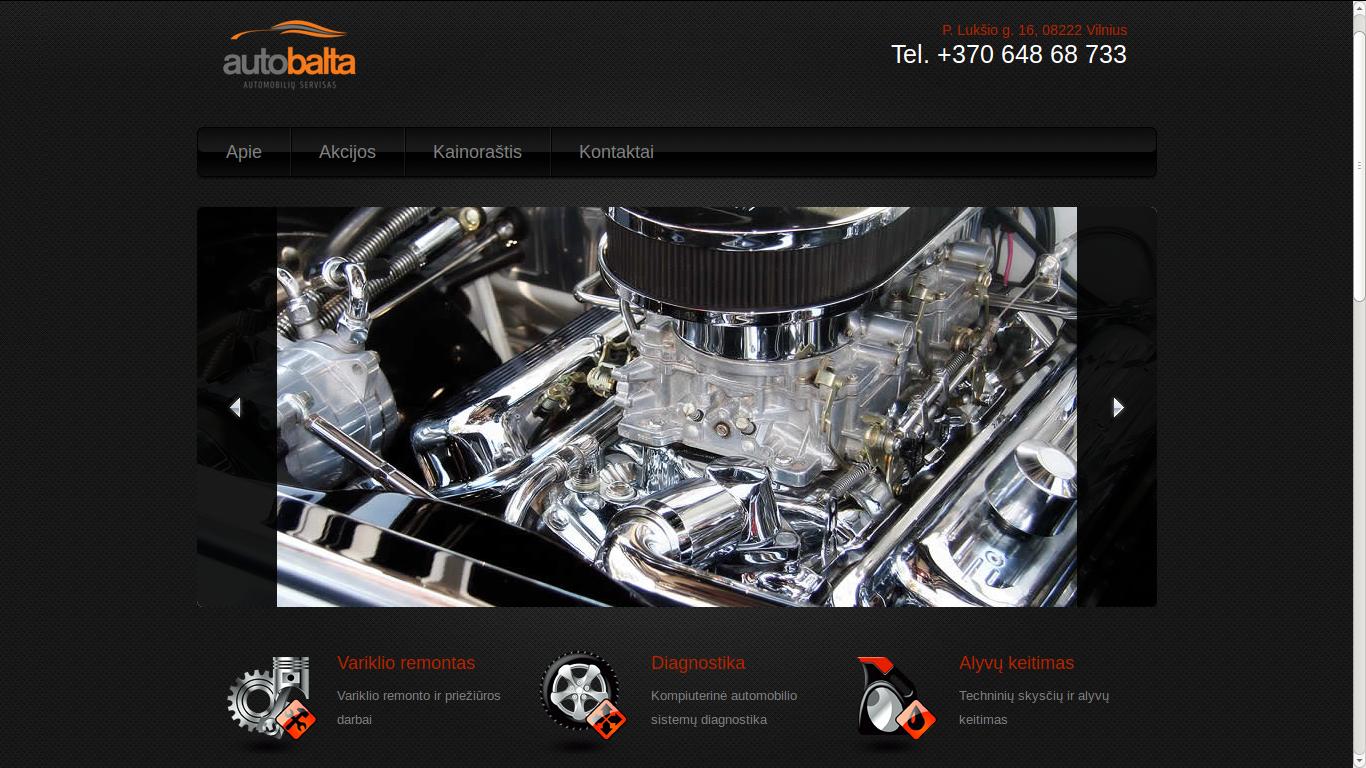 autobalta
AUTOMOBILIŲ SERVISAS
P. Lukšio g. 16, 08222 Vilnius
Tel. +370 648 68 733
Apie
Akcijos
Kainoraštis
Kontaktai
Variklio remontas
Variklio remonto ir priežiūros
darbai
Diagnostika
Kompiuterinė automobilio
sistemų diagnostika
Alyvų keitimas
Techninių skysčių ir alyvų
keitimas